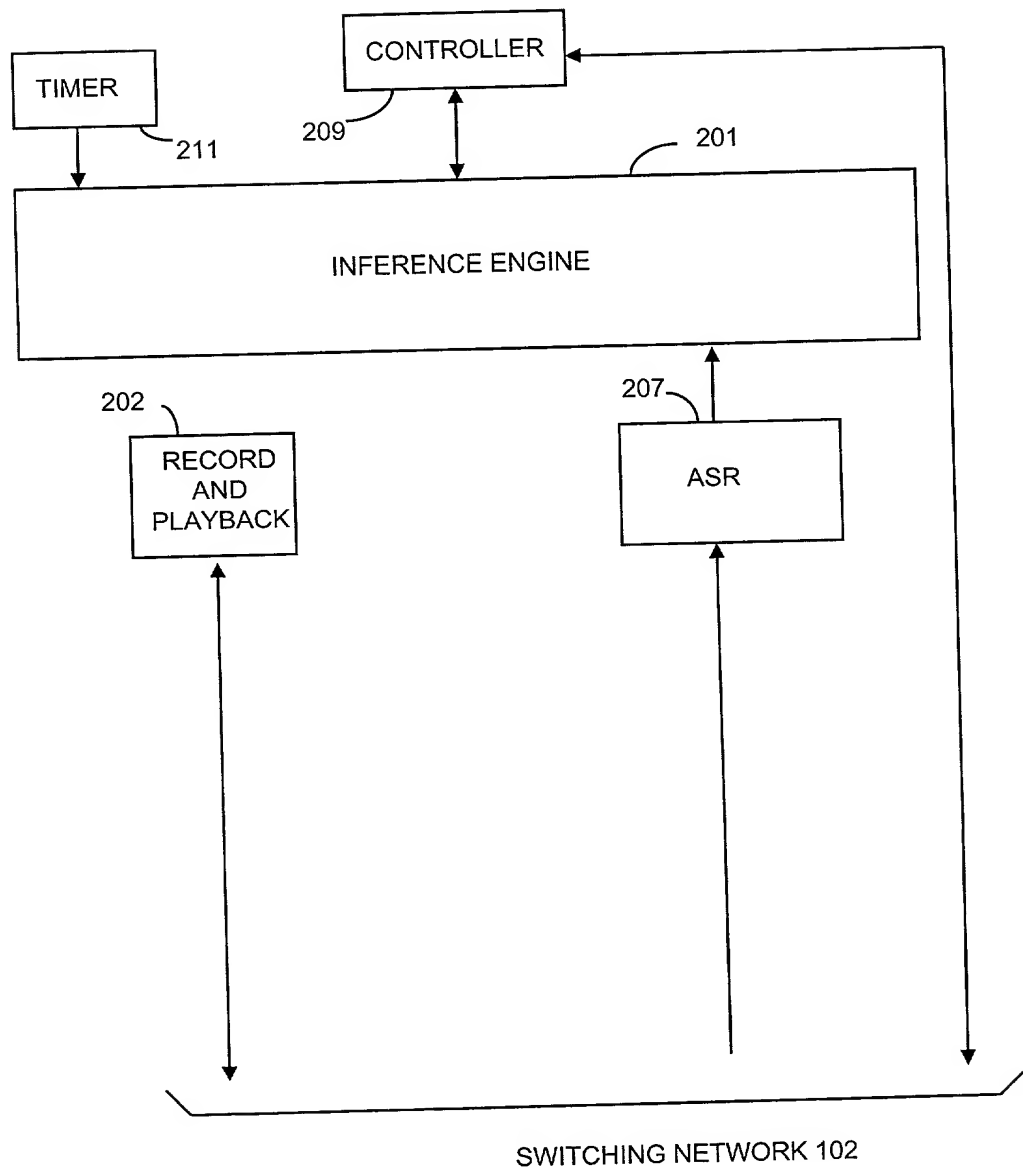 CONTROLLER
TIMER
209
211
201
INFERENCE ENGINE
202
207
RECORD
AND
PLAYBACK
ASR
SWITCHING NETWORK 102